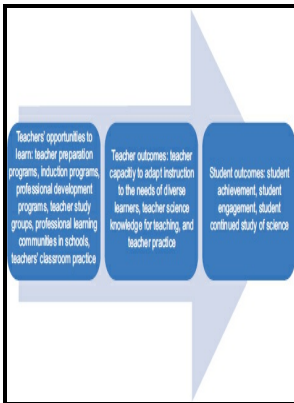 Teachers' opportunities to
learn: teacher preparation
programs, induction programs,
professional development
programs, teacher study
groups, professional learning
communities in schools,
teachers' classroom practice
Teacher outcomes: teacher
capacitiy to adapt instruction
to the needs of diverse
learners, teacher science
knowledge for teaching, and
teacher practice
Student outcomes: student
achievement, student
engagement, student
continued study of science